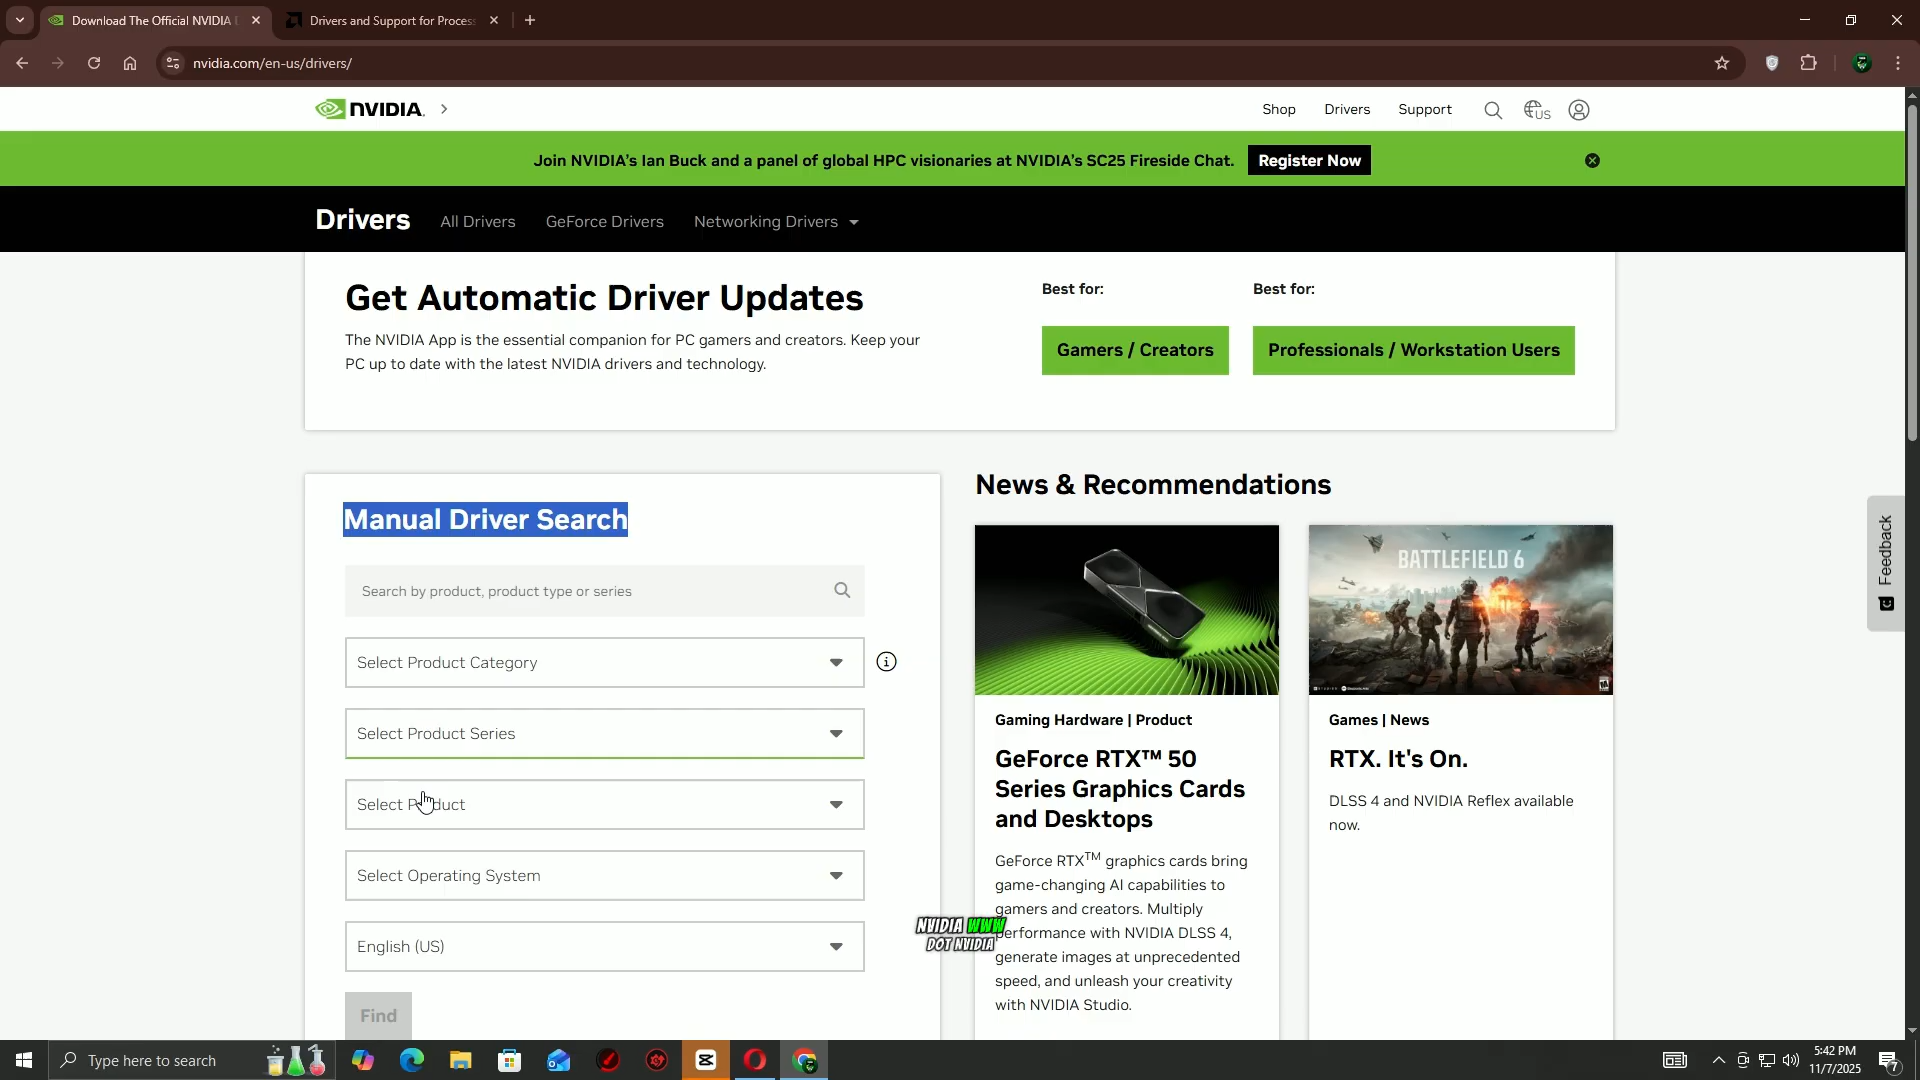 Download The Official NVIDIA D
Drivers and Support for Process
nvidia.com/en-us/drivers/
NVIDIA.
Shop
Drivers
Support
US
Join NVIDIA's Ian Buck and a panel of global HPC visionaries at NVIDIA's SC25 Fireside Chat.
Register Now
Drivers
All Drivers
GeForce Drivers
Networking Drivers
Get Automatic Driver Updates
The NVIDIA App is the essential companion for PC gamers and creators. Keep your
PC up to date with the latest NVIDIA drivers and technology.
Best for:
Gamers / Creators
Best for:
Professionals / Workstation Users
Manual Driver Search
Search by product, product type or series
Select Product Category
Select Product Series
Select Product
Select Operating System
English (US)
Find
News & Recommendations
Gaming Hardware | Product
GeForce RTX™ 50
Series Graphics Cards
and Desktops
GeForce RTX™ graphics cards bring
game-changing AI capabilities to
gamers and creators. Multiply
performance with NVIDIA DLSS 4,
generate images at unprecedented
speed, and unleash your creativity
with NVIDIA Studio.
BATTLEFIELD 6
Games | News
RTX. It's On.
DLSS 4 and NVIDIA Reflex available
now.
Feedback
NVIDIA WWW
DOT NVIDIA
Type here to search
5:42 PM
11/7/2025
7